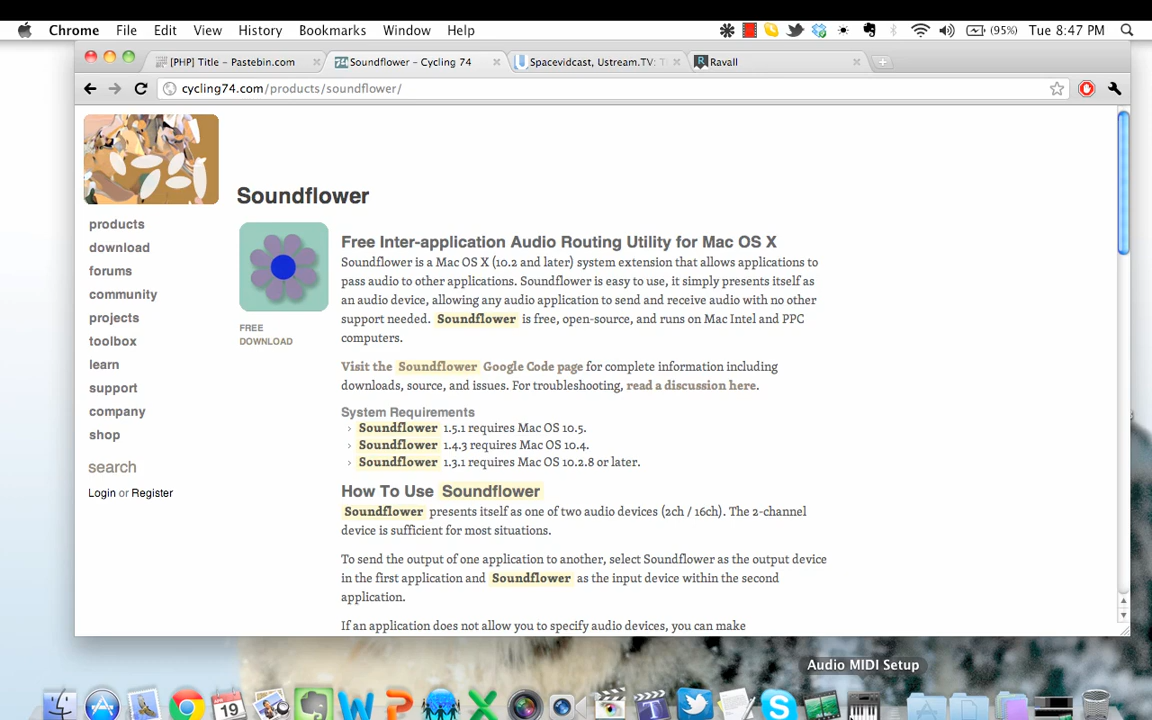 Chrome File Edit View History Bookmarks Window Help (95%) Tue 8:47 PM
[PHP] Title – Pastebin.com Soundflower – Cycling 74 Spacevidcast, Ustream.TV: T Ravall
cycling74.com/products/soundflower/
Soundflower
products
download
forums
community
projects
toolbox
learn
support
company
shop
search
Login or Register
FREE
DOWNLOAD
Free Inter-application Audio Routing Utility for Mac OS X
Soundflower is a Mac OS X (10.2 and later) system extension that allows applications to
pass audio to other applications. Soundflower is easy to use, it simply presents itself as
an audio device, allowing any audio application to send and receive audio with no other
support needed. Soundflower is free, open-source, and runs on Mac Intel and PPC
computers.
Visit the Soundflower Google Code page for complete information including
downloads, source, and issues. For troubleshooting, read a discussion here.
System Requirements
› Soundflower 1.5.1 requires Mac OS 10.5.
› Soundflower 1.4.3 requires Mac OS 10.4.
› Soundflower 1.3.1 requires Mac OS 10.2.8 or later.
How To Use Soundflower
Soundflower presents itself as one of two audio devices (2ch / 16ch). The 2-channel
device is sufficient for most situations.
To send the output of one application to another, select Soundflower as the output device
in the first application and Soundflower as the input device within the second
application.
If an application does not allow you to specify audio devices, you can make
Audio MIDI Setup
19